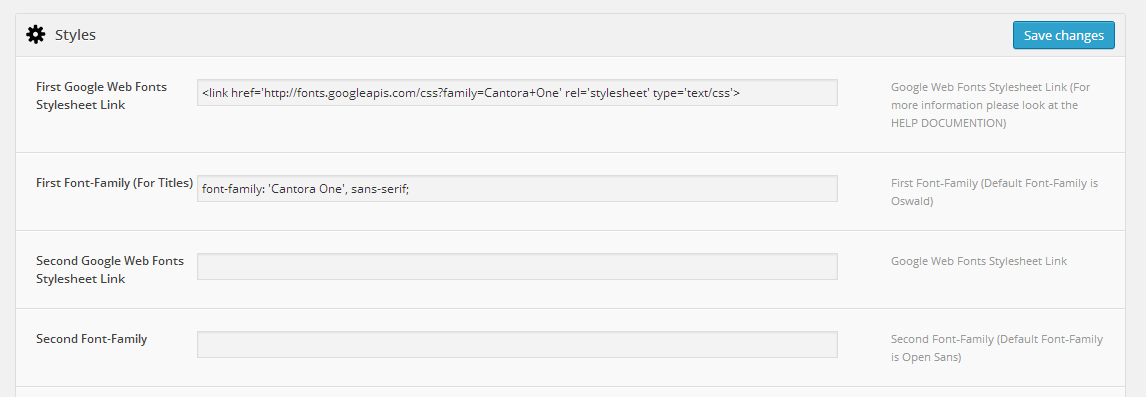 Styles
Save changes
First Google Web Fonts
Stylesheet Link
<link href='http://fonts.googleapis.com/css?family=Cantora+One' rel='stylesheet' type='text/css'>
Google Web Fonts Stylesheet Link (For
more information please look at the
HELP DOCUMENTION)
First Font-Family (For Titles)
font-family: 'Cantora One', sans-serif;
First Font-Family (Default Font-Family is
Oswald)
Second Google Web Fonts
Stylesheet Link
Google Web Fonts Stylesheet Link
Second Font-Family
Second Font-Family (Default Font-Family
is Open Sans)